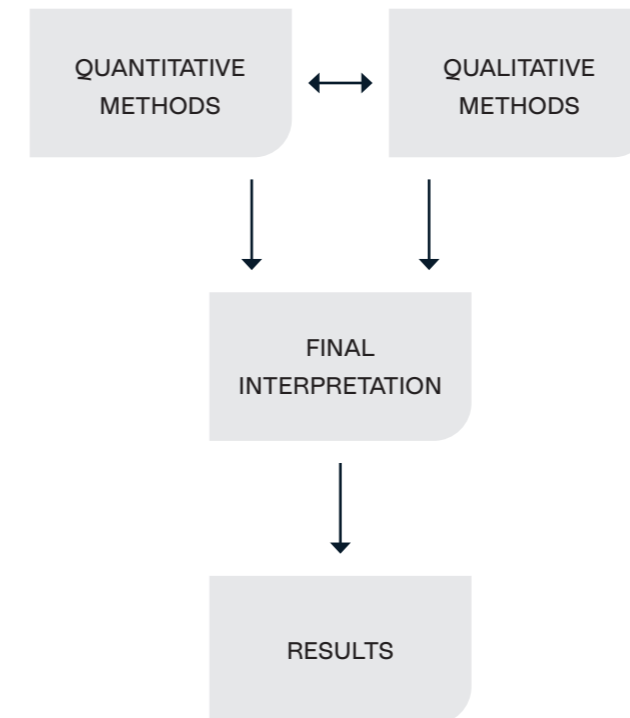 QUANTITATIVE
METHODS
QUALITATIVE
METHODS
FINAL
INTERPRETATION
RESULTS